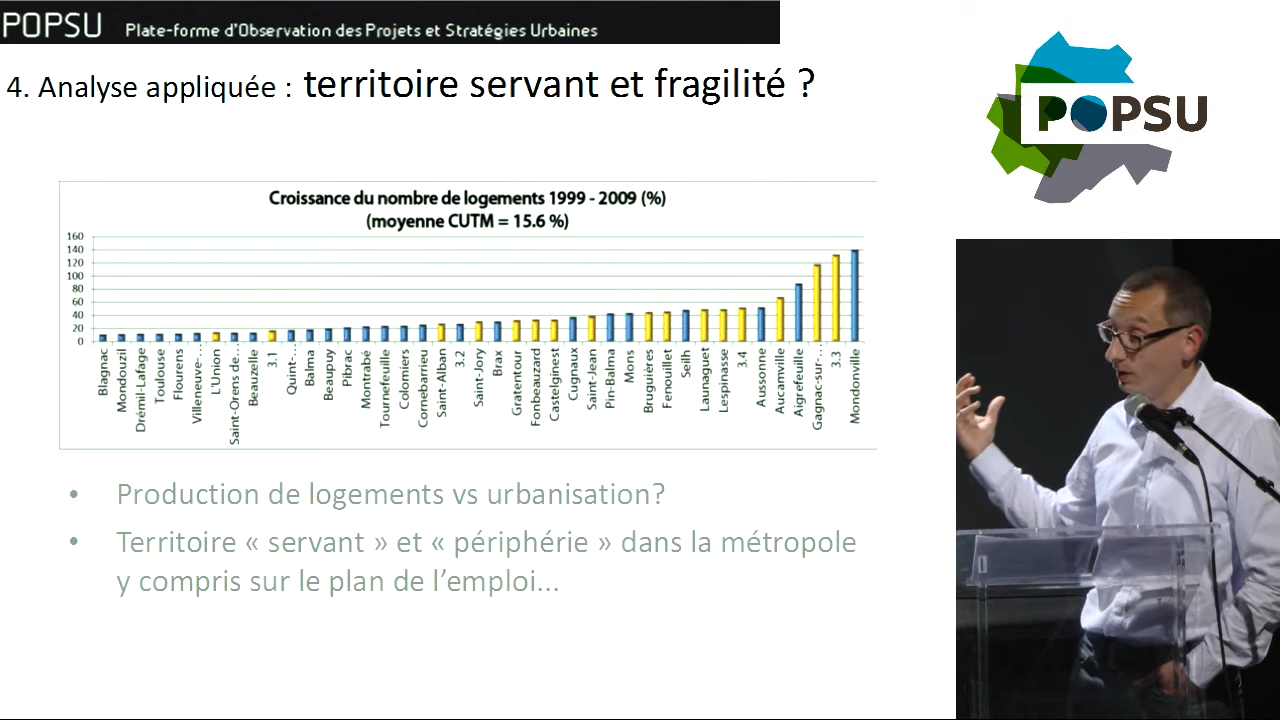 POPSU Plate-forme d'Observation des Projets et Stratégies Urbaines
4. Analyse appliquée : territoire servant et fragilité ?
POPSU
Croissance du nombre de logements 1999 - 2009 (%)
(moyenne CUTM = 15.6 %)
160
140
120
100
80
60
40
20
0
Blagnac
Mondouzil
Drémil-Lafage
Toulouse
Flourens
Villeneuve-...
L'Union
Saint-Orens de...
Beauzelle
3.1
Quint-...
Balma
Beaupuy
Pibrac
Montrabé
Tournefeuille
Colomiers
Cornebarieu
Saint-Alban
3.2
Saint-Jory
Brax
Gratentour
Fonbeauzard
Castelginest
Cugnaux
Saint-Jean
Pin-Balma
Mons
Bruguières
Fenouillet
Seilh
Launaguet
Lespinasse
3.4
Aussonne
Aucamville
Aigrefeuille
Gagnac-sur-...
3.3
Mondonville
• Production de logements vs urbanisation?
• Territoire « servant » et « périphérie » dans la métropole
y compris sur le plan de l'emploi...